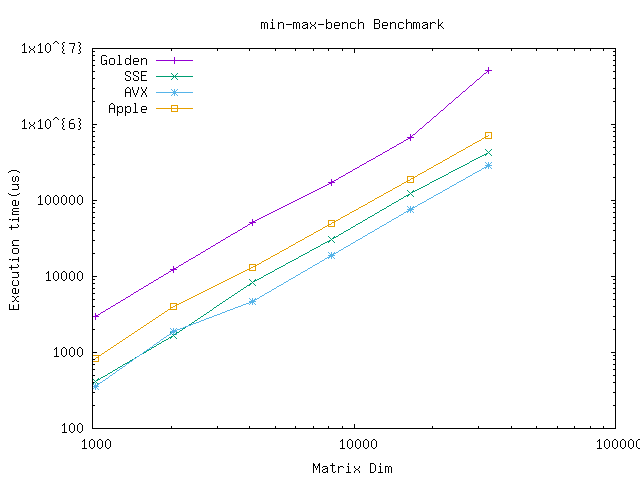 min-max-bench Benchmark
1x10^{7}
1x10^{6}
100000
10000
1000
100
Golden
SSE
AVX
Apple
Execution time(us)
1000 10000 100000
Matrix Dim